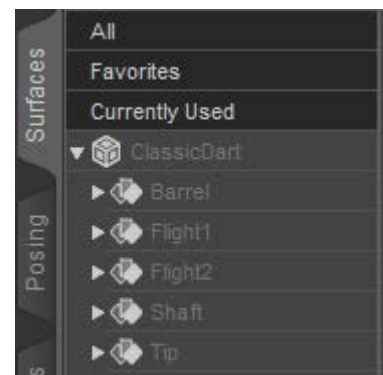 All
Favorites
Currently Used
ClassicDart
Barrel
Flight1
Flight2
Shaft
Tip
Surfaces
Posing